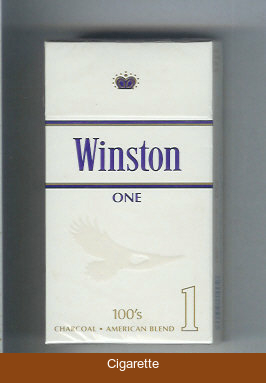 Winston
ONE
100's
CHARCOAL • AMERICAN BLEND
1
Cigarette